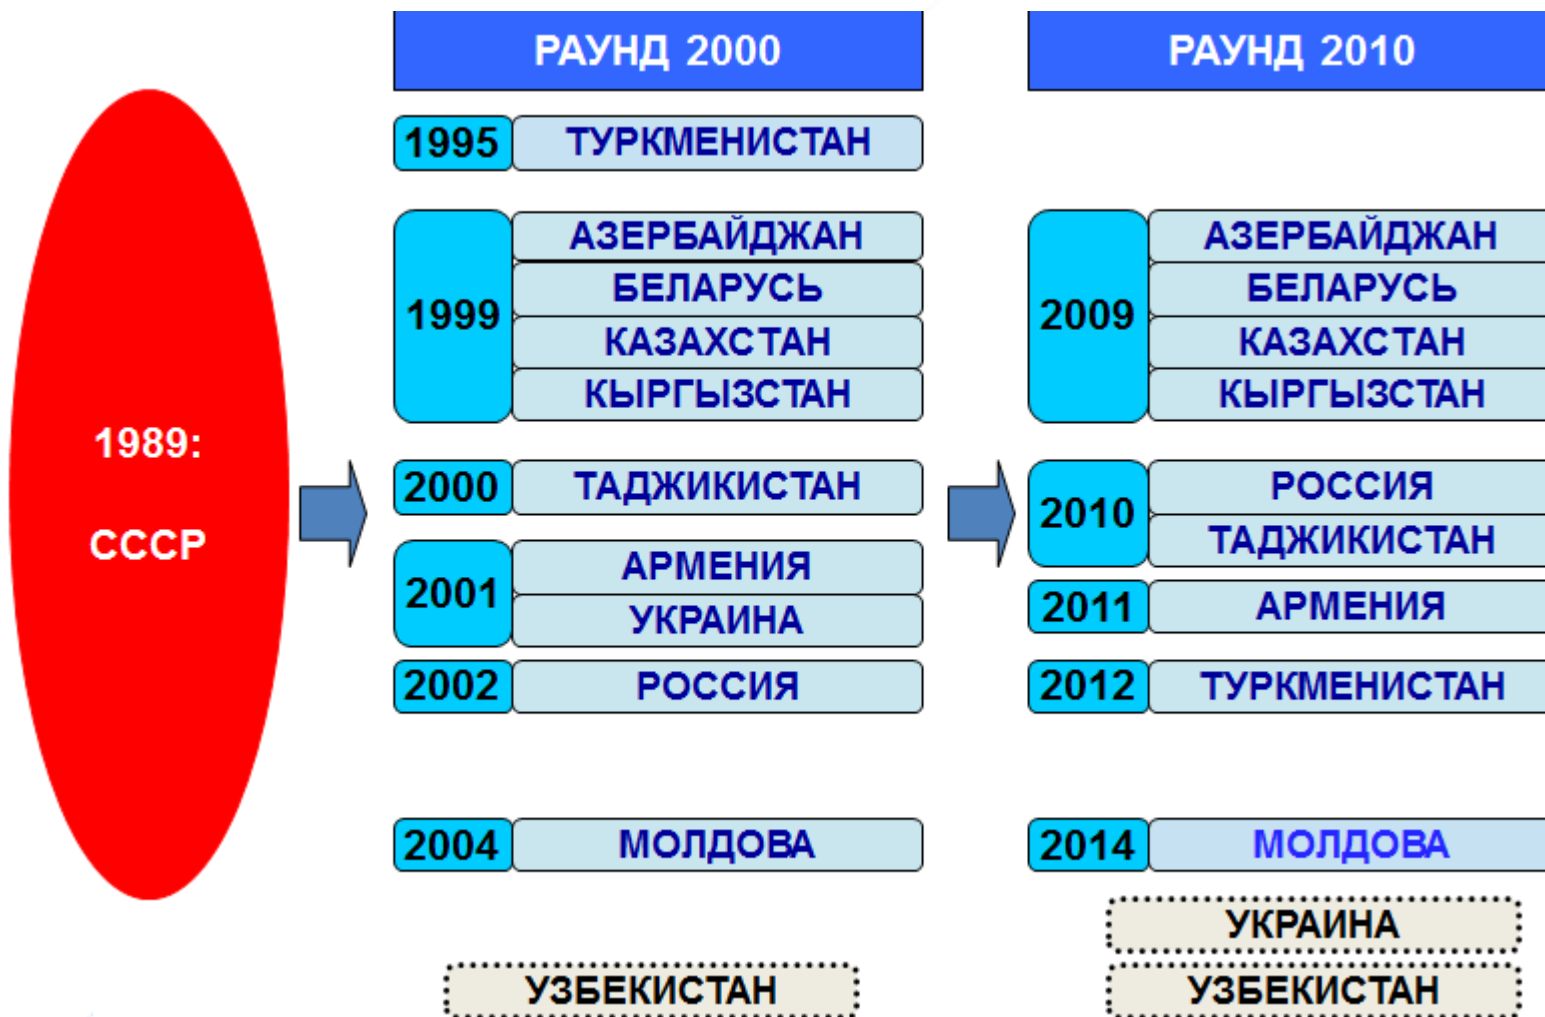 1989:
СССР
РАУНД 2000
1995 ТУРКМЕНИСТАН
1999
АЗЕРБАЙДЖАН
БЕЛАРУСЬ
КАЗАХСТАН
КЫРГЫЗСТАН
2000 ТАДЖИКИСТАН
2001
АРМЕНИЯ
УКРАИНА
2002 РОССИЯ
2004 МОЛДОВА
УЗБЕКИСТАН
РАУНД 2010
2009
АЗЕРБАЙДЖАН
БЕЛАРУСЬ
КАЗАХСТАН
КЫРГЫЗСТАН
2010
РОССИЯ
ТАДЖИКИСТАН
2011 АРМЕНИЯ
2012 ТУРКМЕНИСТАН
2014 МОЛДОВА
УКРАИНА
УЗБЕКИСТАН